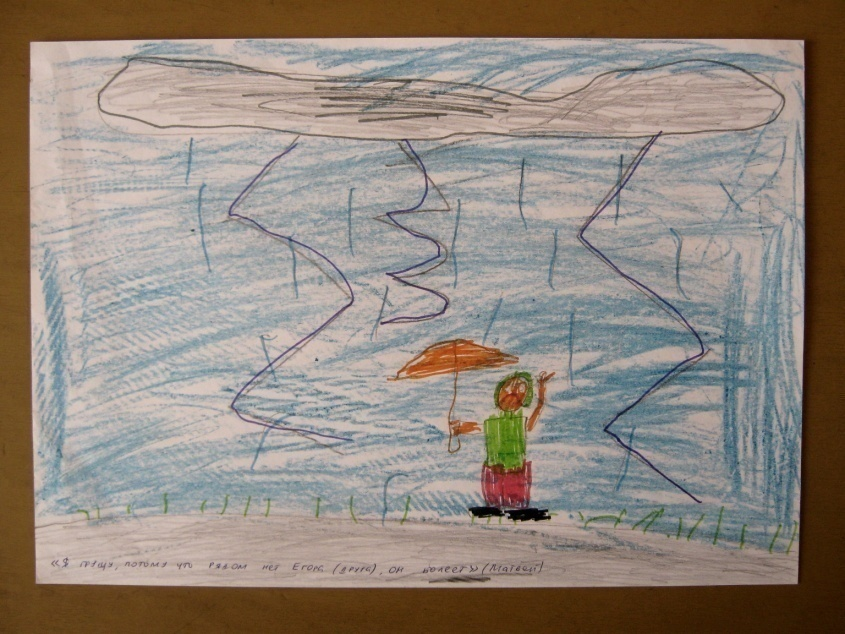 «Я грущу, потому что рядом нет Егора (друга), он болеет» (Матвей)